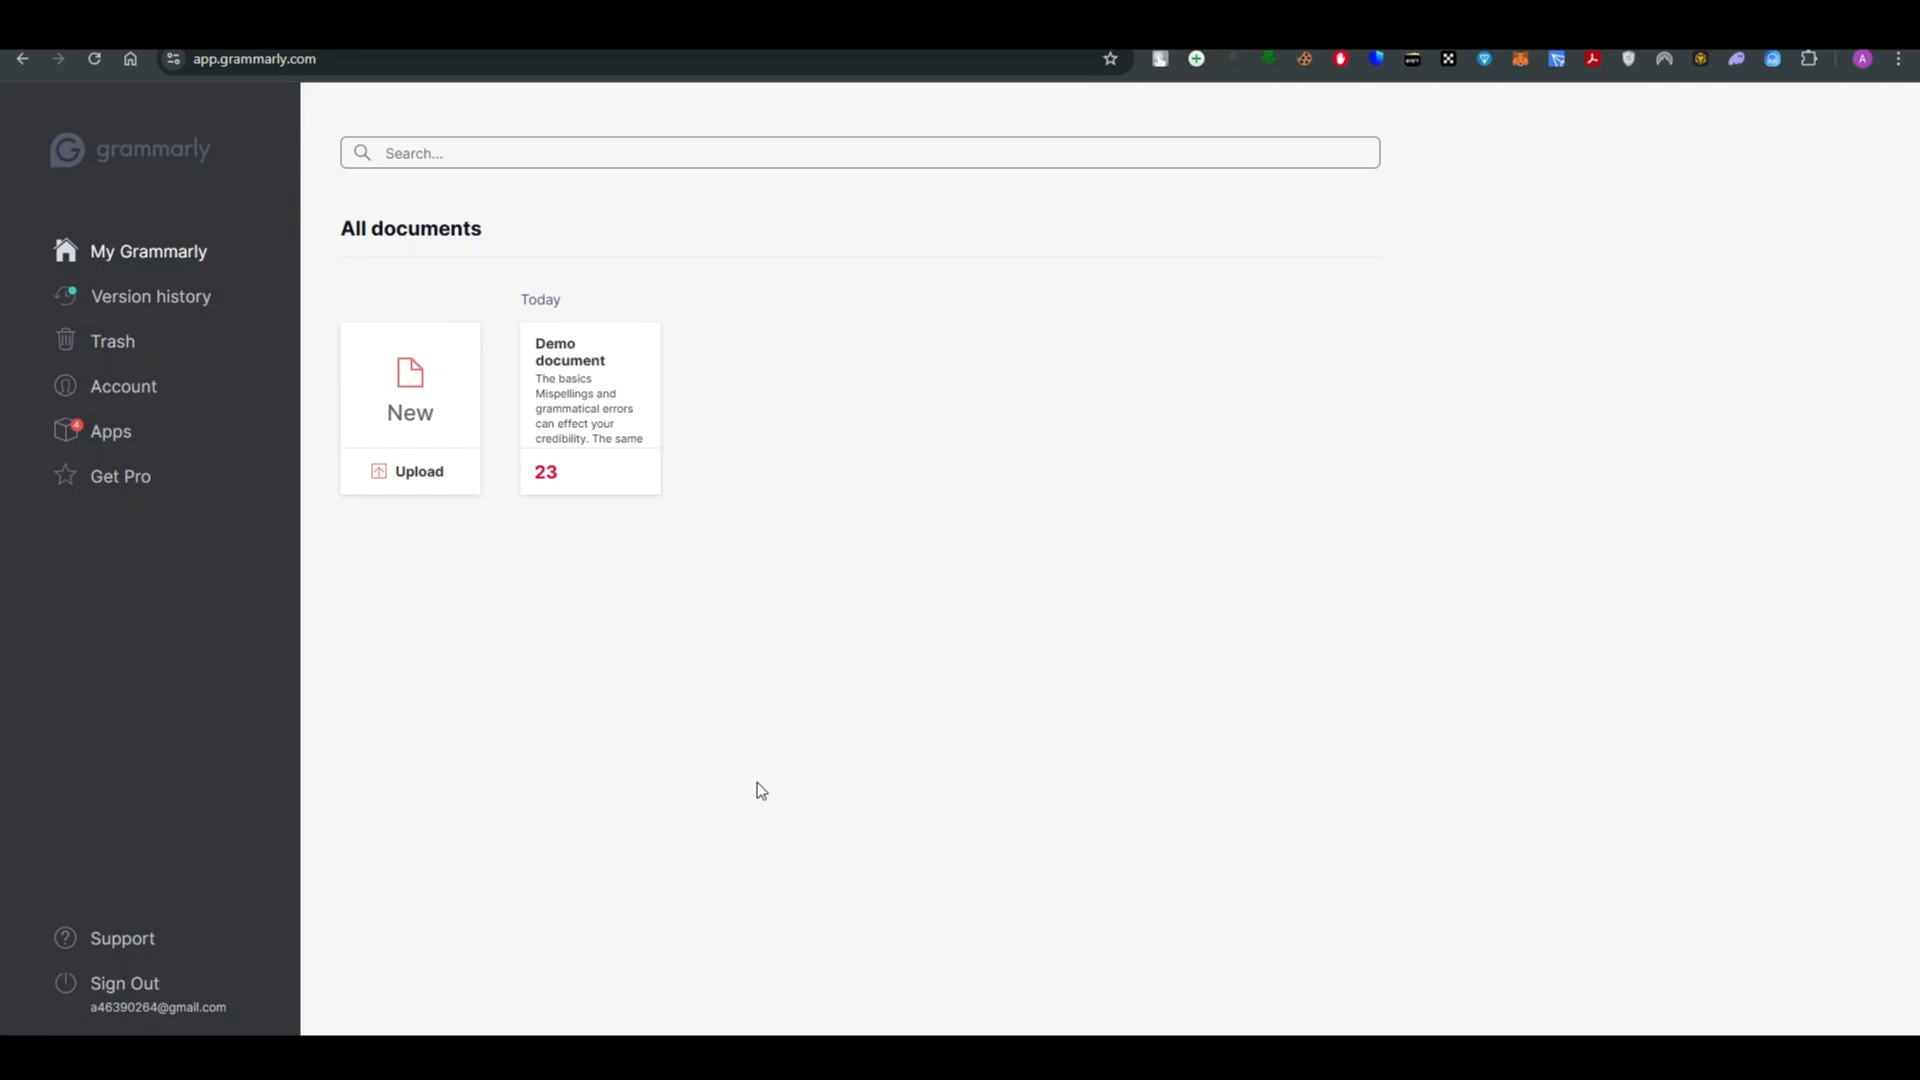 app.grammarly.com
A
grammarly
Search...
All documents
My Grammarly
Version history
Today
Trash
Demo
document
The basics
Mispellings and
grammatical errors
can effect your
credibility. The same
Account
New
4
Apps
Upload
23
Get Pro
Support
Sign Out
a46390264@gmail.com